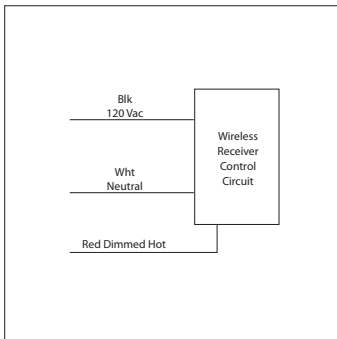 Blk
120 Vac
Wht
Neutral
Red Dimmed Hot
Wireless
Receiver
Control
Circuit